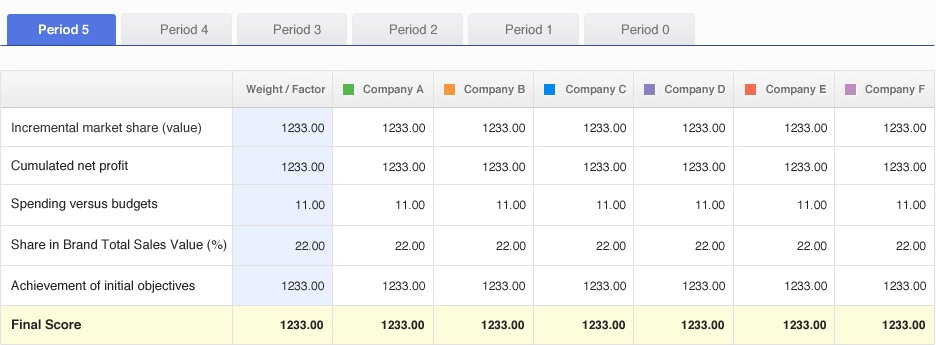 Period 5 Period 4 Period 3 Period 2 Period 1 Period 0
Weight / Factor Company A Company B Company C Company D Company E Company F
Incremental market share (value) 1233.00 1233.00 1233.00 1233.00 1233.00 1233.00 1233.00
Cumulated net profit 1233.00 1233.00 1233.00 1233.00 1233.00 1233.00 1233.00
Spending versus budgets 11.00 11.00 11.00 11.00 11.00 11.00 11.00
Share in Brand Total Sales Value (%) 22.00 22.00 22.00 22.00 22.00 22.00 22.00
Achievement of initial objectives 1233.00 1233.00 1233.00 1233.00 1233.00 1233.00 1233.00
Final Score 1233.00 1233.00 1233.00 1233.00 1233.00 1233.00 1233.00